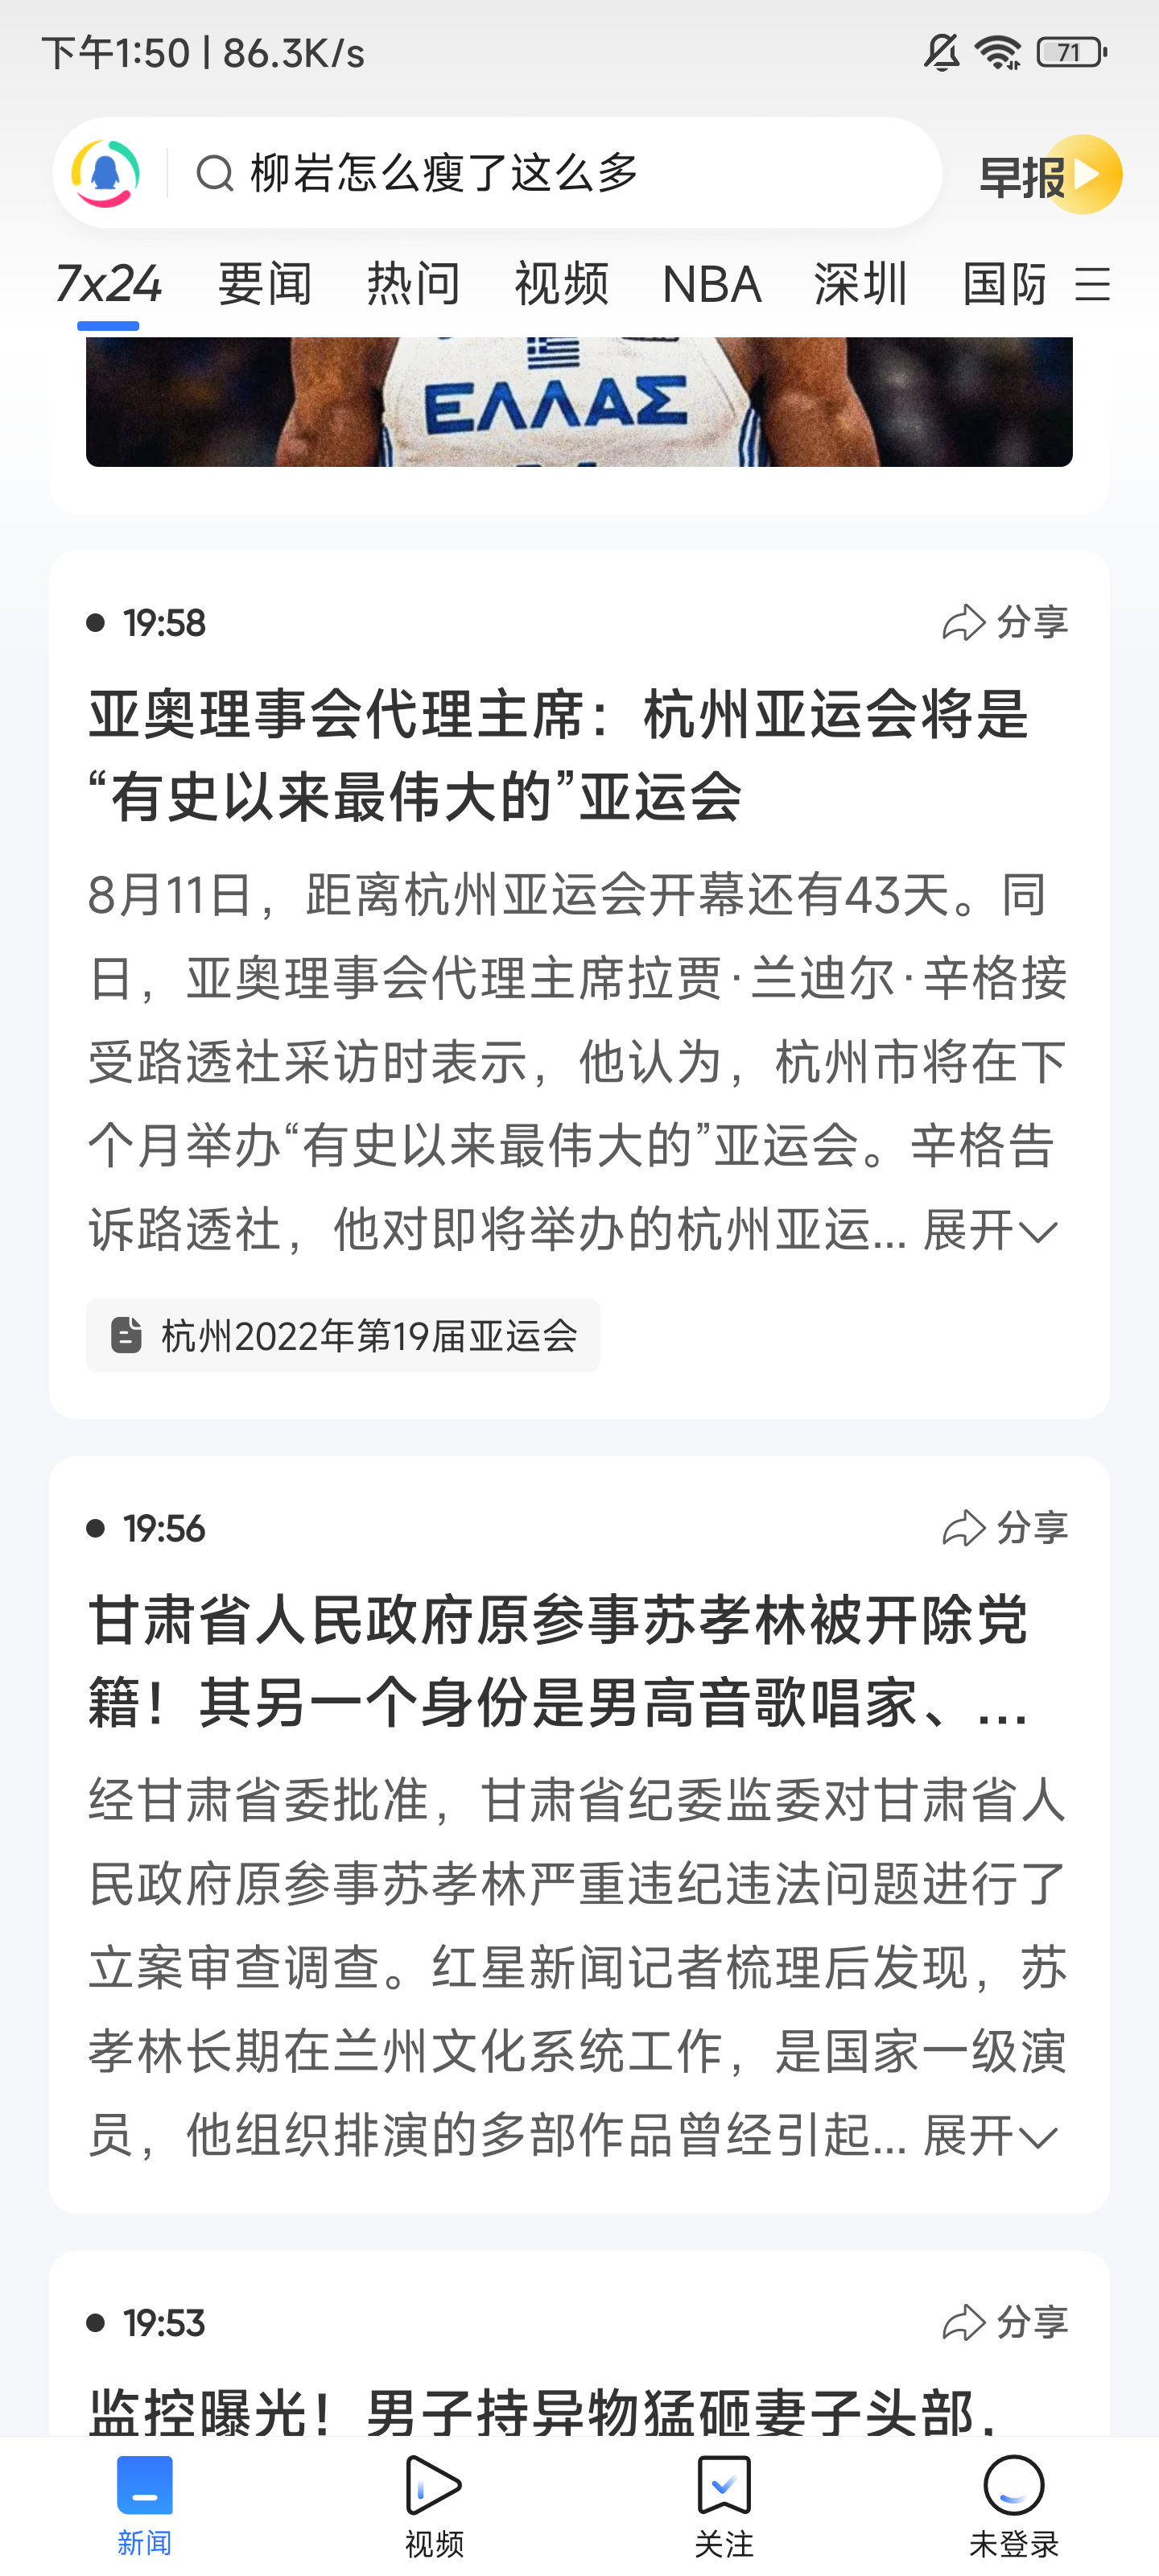 下午1:50 | 86.3K/s
71
柳岩怎么瘦了这么多
早报
7x24 要闻 热问 视频 NBA 深圳 国际
ΕΛΛΑΣ
19:58 分享
亚奥理事会代理主席：杭州亚运会将是
“有史以来最伟大的”亚运会
8月11日，距离杭州亚运会开幕还有43天。同
日，亚奥理事会代理主席拉贾·兰迪尔·辛格接
受路透社采访时表示，他认为，杭州市将在下
个月举办“有史以来最伟大的”亚运会。辛格告
诉路透社，他对即将举办的杭州亚运... 展开
杭州2022年第19届亚运会
19:56 分享
甘肃省人民政府原参事苏孝林被开除党
籍！其另一个身份是男高音歌唱家、...
经甘肃省委批准，甘肃省纪委监委对甘肃省人
民政府原参事苏孝林严重违纪违法问题进行了
立案审查调查。红星新闻记者梳理后发现，苏
孝林长期在兰州文化系统工作，是国家一级演
员，他组织排演的多部作品曾经引起... 展开
19:53 分享
监控曝光！男子持异物猛砸妻子头部，
新闻 视频 关注 未登录